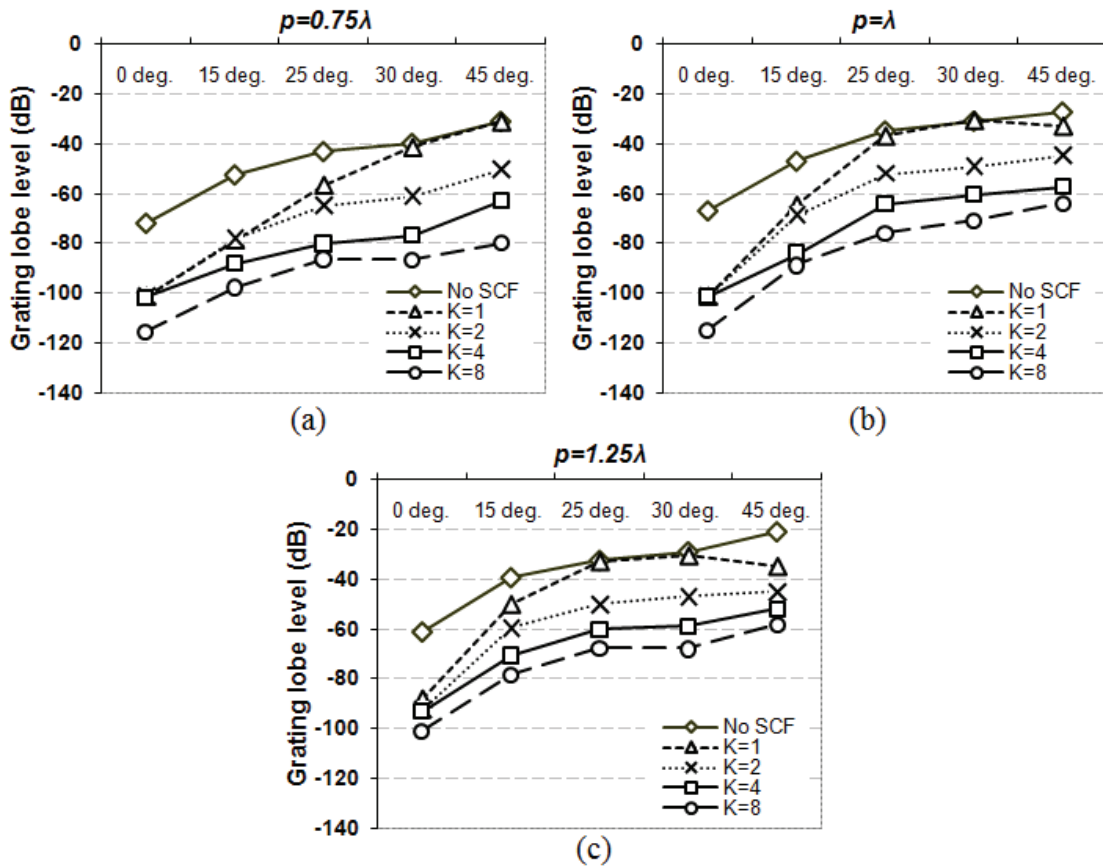 p=0.75λ
0
-20
-40
-60
-80
-100
-120
-140
Grating lobe level (dB)
0 deg. 15 deg. 25 deg. 30 deg. 45 deg.
No SCF
K=1
K=2
K=4
K=8
(a)
p=λ
0
-20
-40
-60
-80
-100
-120
-140
Grating lobe level (dB)
0 deg. 15 deg. 25 deg. 30 deg. 45 deg.
No SCF
K=1
K=2
K=4
K=8
(b)
p=1.25λ
0
-20
-40
-60
-80
-100
-120
-140
Grating lobe level (dB)
0 deg. 15 deg. 25 deg. 30 deg. 45 deg.
No SCF
K=1
K=2
K=4
K=8
(c)